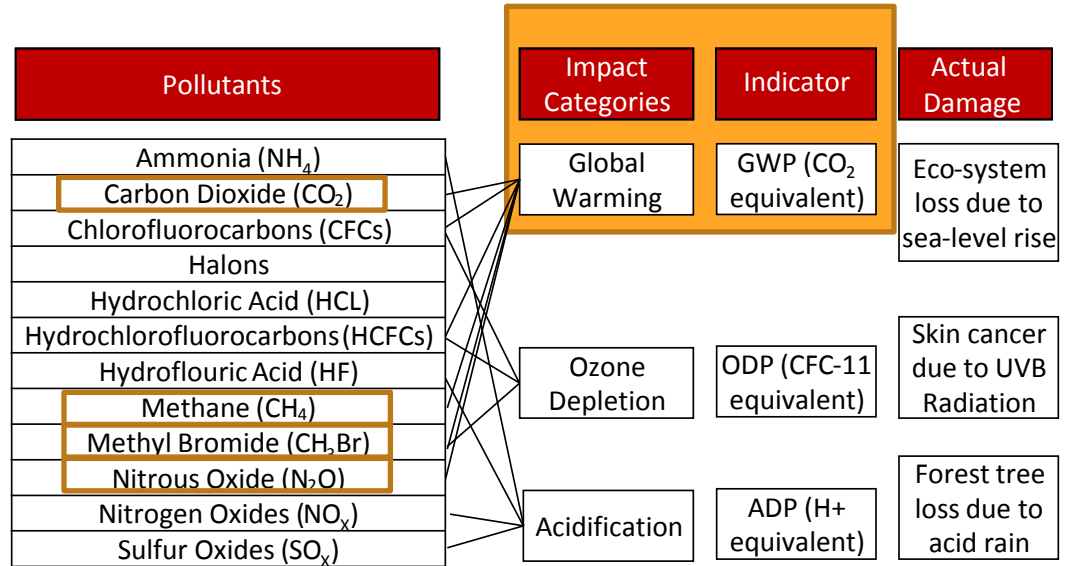 Pollutants
Impact
Categories
Indicator
Actual
Damage
Ammonia (NH₄)
Carbon Dioxide (CO₂)
Chlorofluorocarbons (CFCs)
Halons
Hydrochloric Acid (HCL)
Hydrochlorofluorocarbons (HCFCs)
Hydroflouric Acid (HF)
Methane (CH₄)
Methyl Bromide (CH₃Br)
Nitrous Oxide (N₂O)
Nitrogen Oxides (NOₓ)
Sulfur Oxides (SOₓ)
Global
Warming
GWP (CO₂
equivalent)
Eco-system
loss due to
sea-level rise
Ozone
Depletion
ODP (CFC-11
equivalent)
Skin cancer
due to UVB
Radiation
Acidification
ADP (H+
equivalent)
Forest tree
loss due to
acid rain